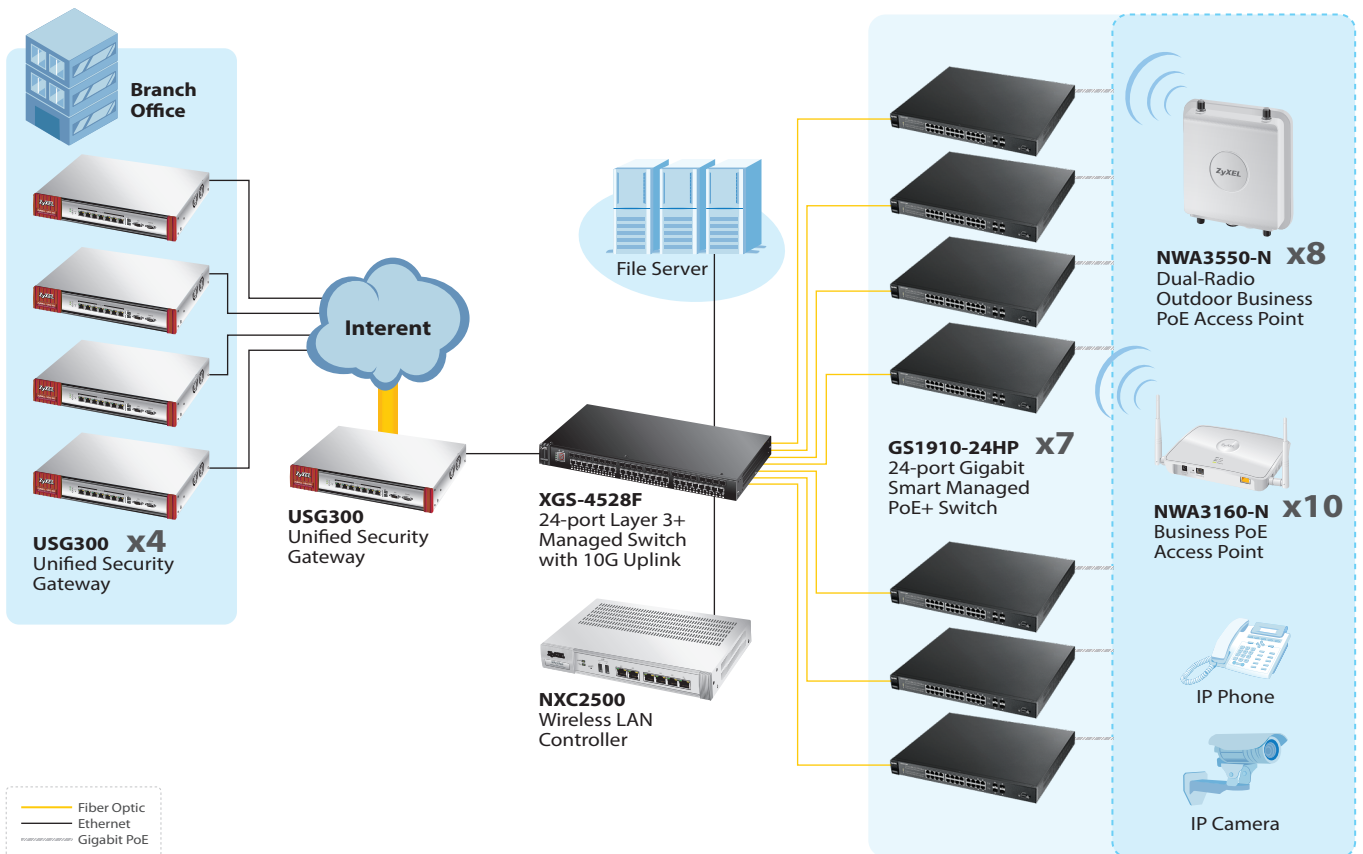 Branch
Office
USG300 x4
Unified Security
Gateway
Interent
USG300
Unified Security
Gateway
File Server
XGS-4528F
24-port Layer 3+
Managed Switch
with 10G Uplink
ZyXEL
NXC2500
Wireless LAN
Controller
GS1910-24HP x7
24-port Gigabit
Smart Managed
PoE+ Switch
ZyXEL
NWA3550-N x8
Dual-Radio
Outdoor Business
PoE Access Point
NWA3160-N x10
Business PoE
Access Point
IP Phone
IP Camera
Fiber Optic
Ethernet
Gigabit PoE